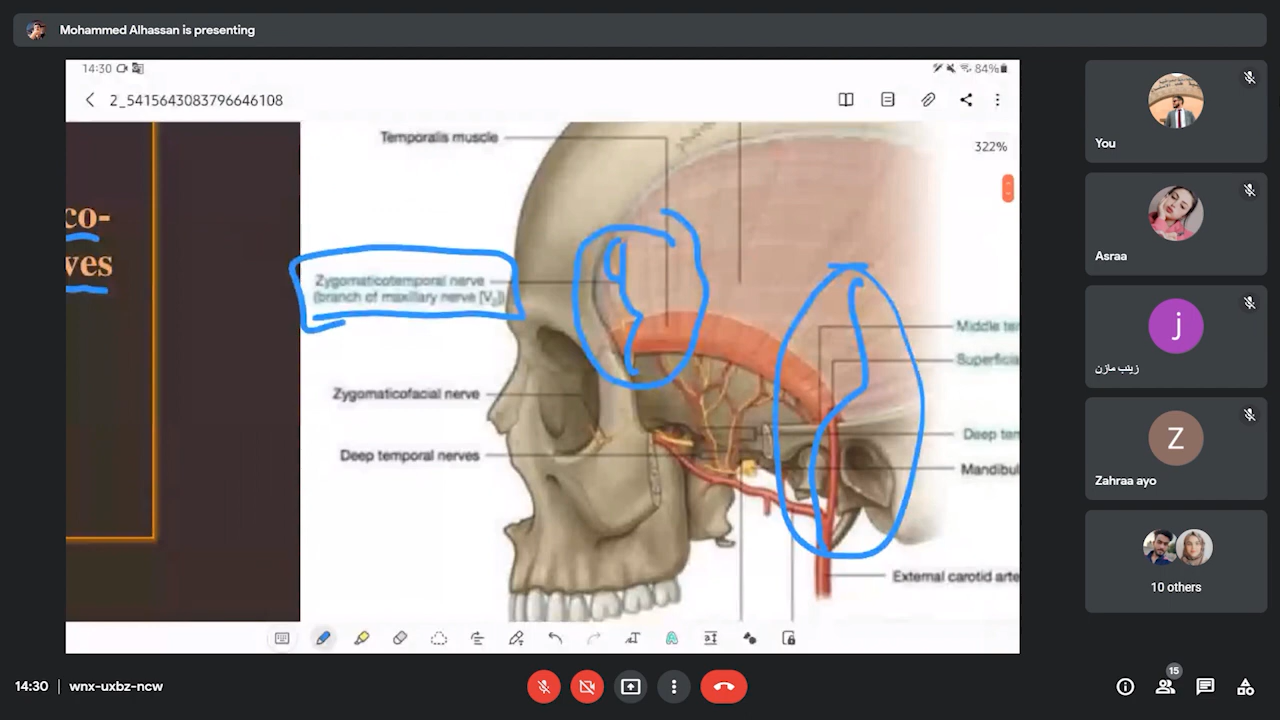 Mohammed Alhassan is presenting
14:30
84%
2_5415643083796646108
322%
co-
ves
Temporalis muscle
Zygomaticotemporal nerve
(branch of maxillary nerve [V2])
Zygomaticofacial nerve
Deep temporal nerves
Middle te
Superficia
Deep ten
Mandibul
External carotid arte
You
Asraa
j
زينب مازن
Z
Zahraa ayo
10 others
14:30 | wnx-uxbz-ncw
15